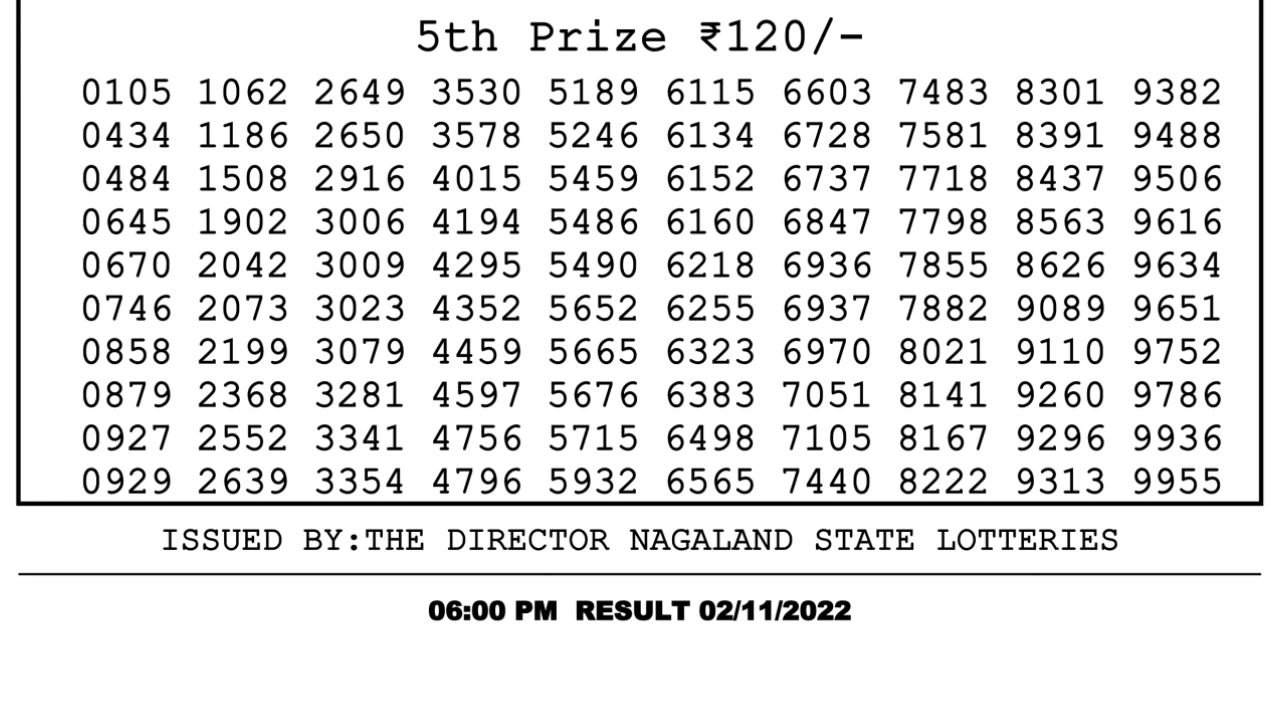 5th Prize ₹120/-
0105 1062 2649 3530 5189 6115 6603 7483 8301 9382
0434 1186 2650 3578 5246 6134 6728 7581 8391 9488
0484 1508 2916 4015 5459 6152 6737 7718 8437 9506
0645 1902 3006 4194 5486 6160 6847 7798 8563 9616
0670 2042 3009 4295 5490 6218 6936 7855 8626 9634
0746 2073 3023 4352 5652 6255 6937 7882 9089 9651
0858 2199 3079 4459 5665 6323 6970 8021 9110 9752
0879 2368 3281 4597 5676 6383 7051 8141 9260 9786
0927 2552 3341 4756 5715 6498 7105 8167 9296 9936
0929 2639 3354 4796 5932 6565 7440 8222 9313 9955
ISSUED BY:THE DIRECTOR NAGALAND STATE LOTTERIES
06:00 PM RESULT 02/11/2022